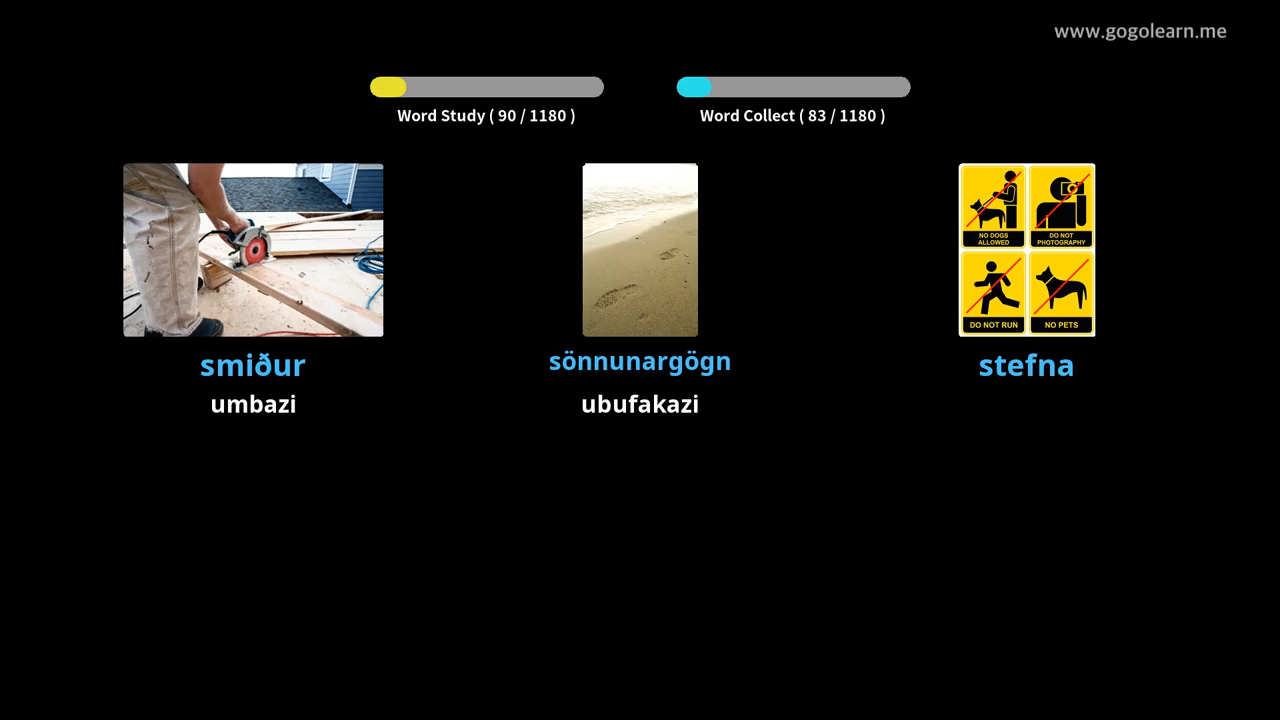 www.gogolearn.me
Word Study ( 90 / 1180 )
Word Collect ( 83 / 1180 )
NO DOGS
ALLOWED
DO NOT
PHOTOGRAPHY
DO NOT RUN
NO PETS
smiður
sönnunargögn
stefna
umbazi
ubufakazi